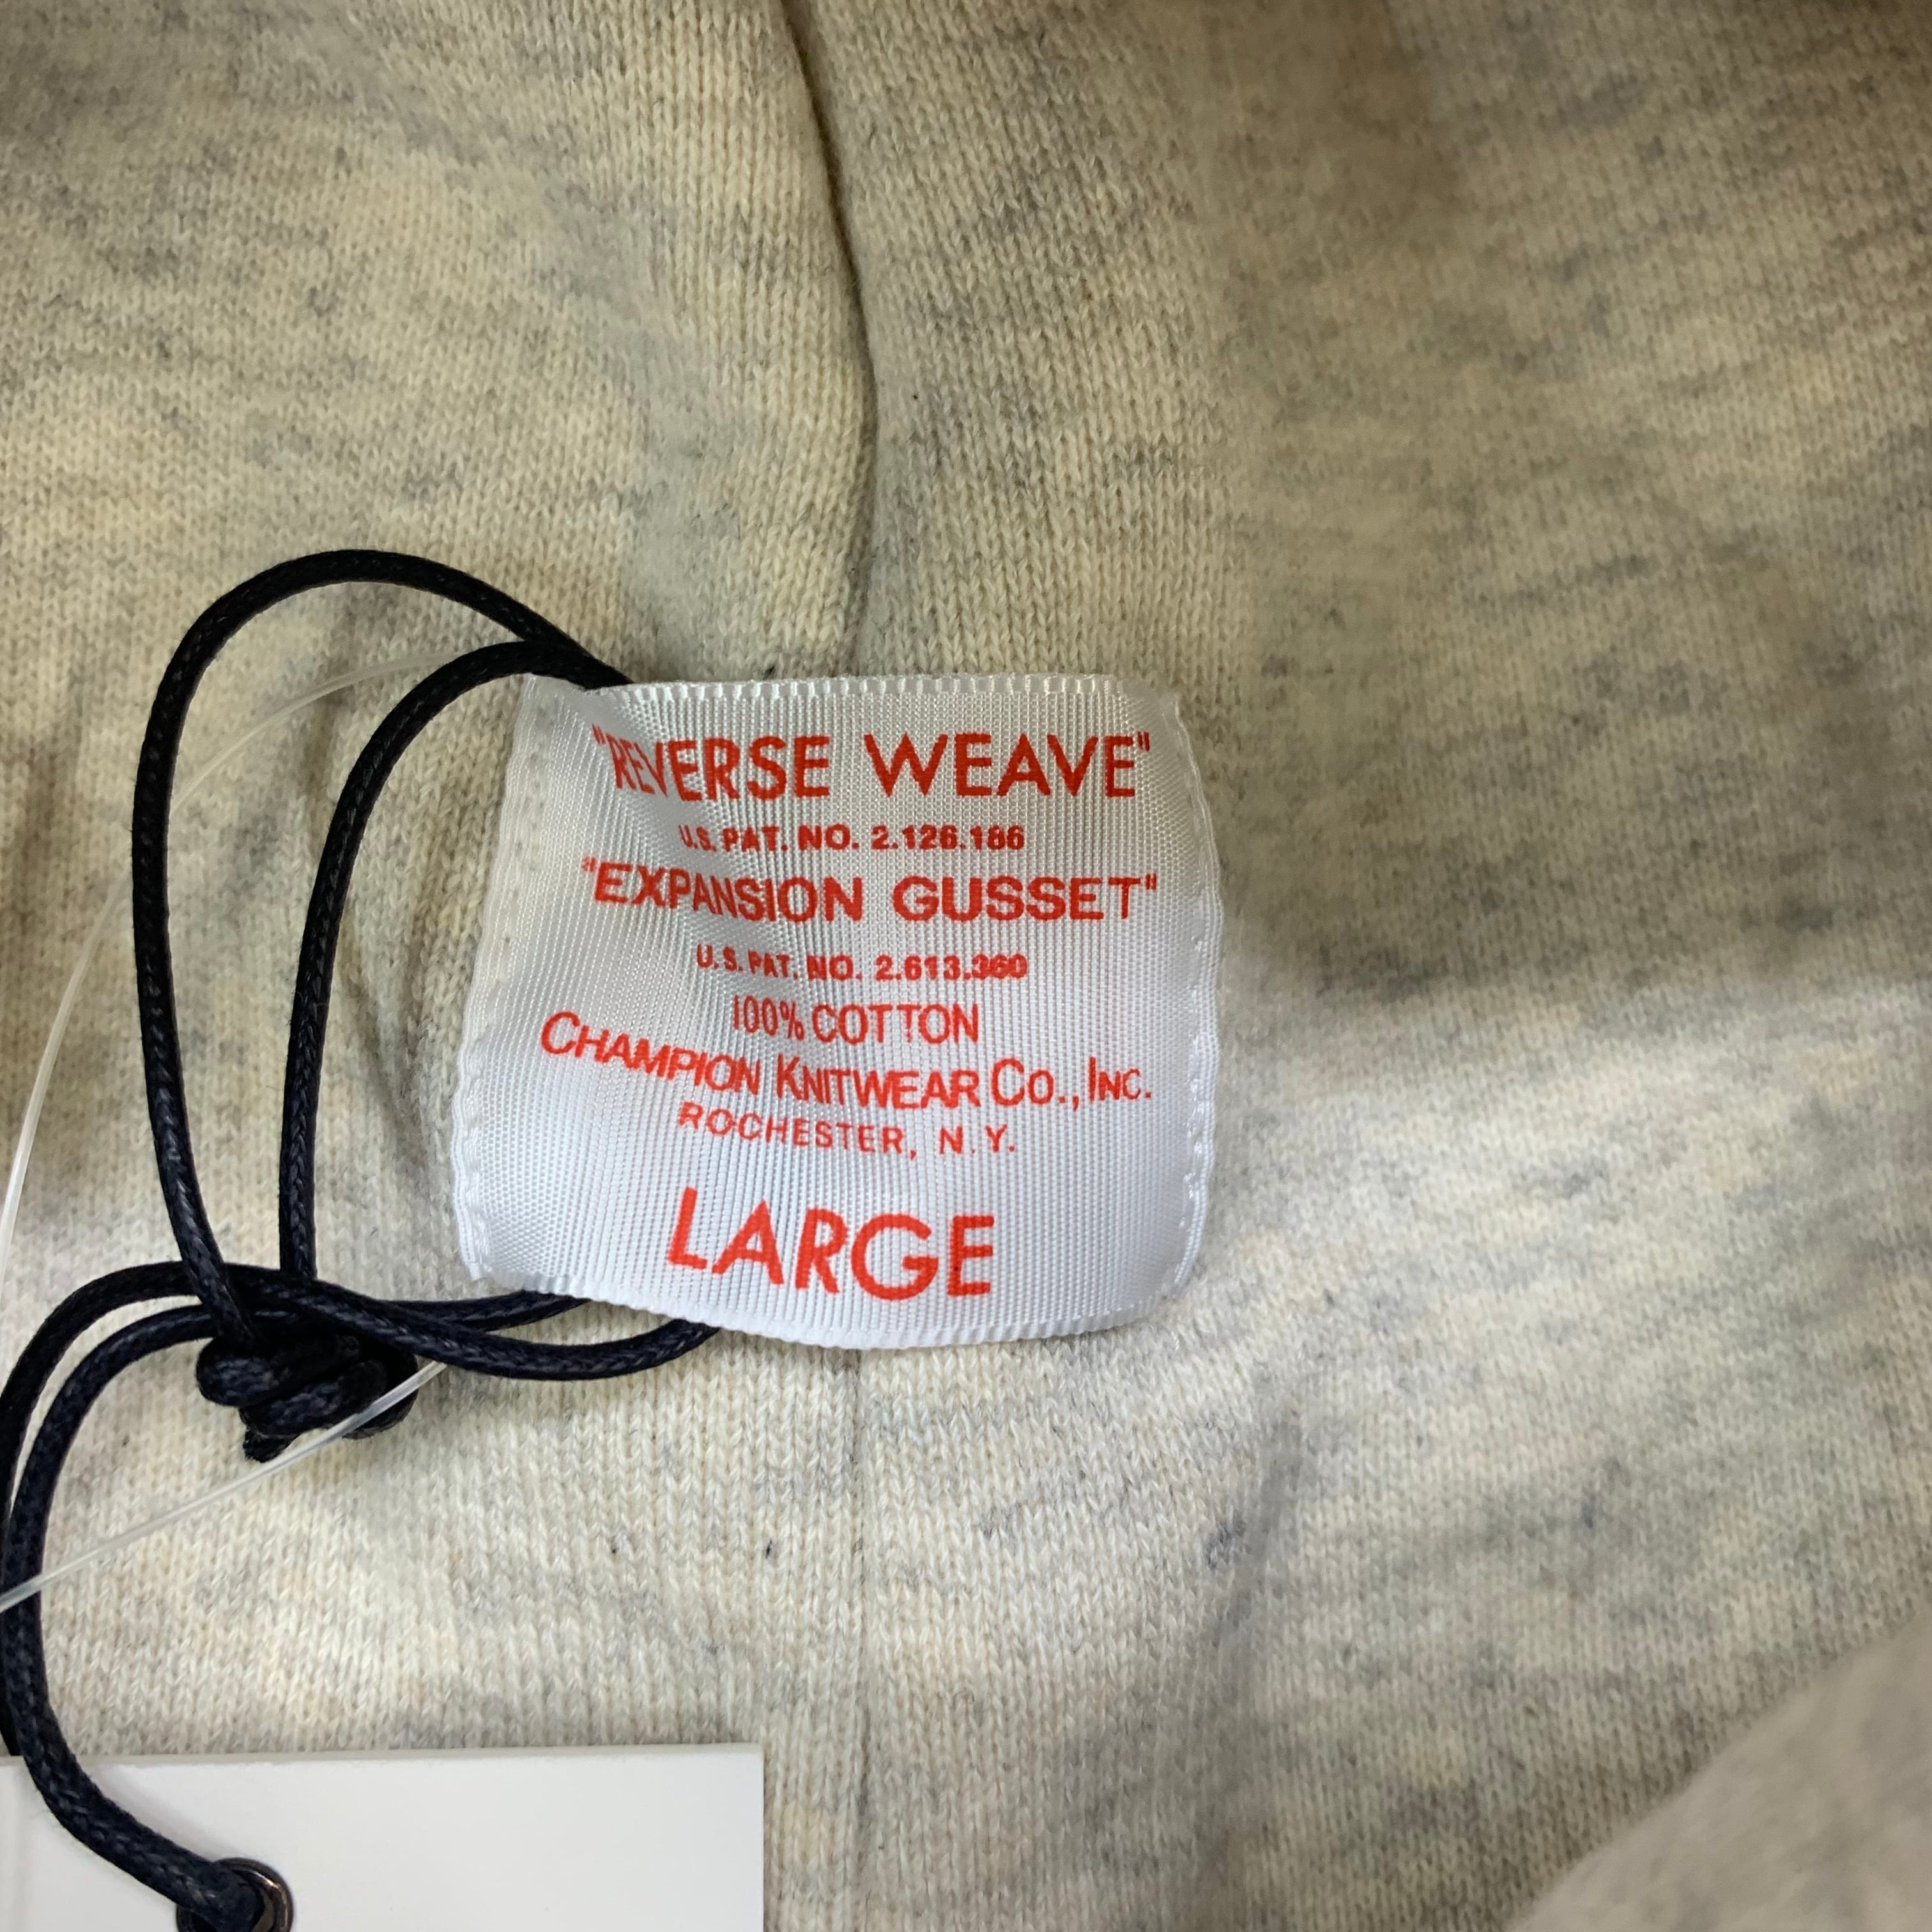 "REVERSE WEAVE"
U.S. PAT. NO. 2.126.186
"EXPANSION GUSSET"
U.S. PAT. NO. 2.613.360
100% COTTON
CHAMPION KNITWEAR CO., INC.
ROCHESTER, N.Y.
LARGE